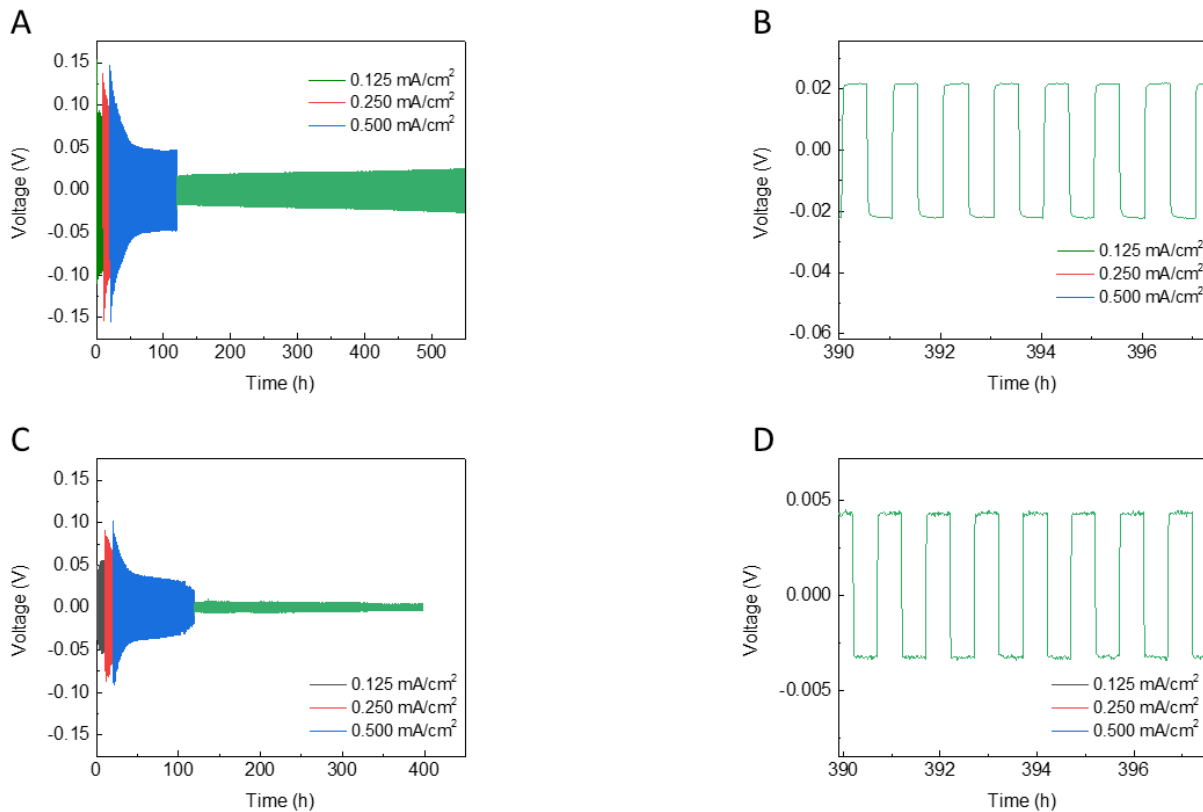 A
0.15
0.10
0.05
0.00
-0.05
-0.10
-0.15
Voltage (V)
0.125 mA/cm²
0.250 mA/cm²
0.500 mA/cm²
0 100 200 300 400 500
Time (h)
B
0.02
0.00
-0.02
-0.04
-0.06
Voltage (V)
0.125 mA/cm²
0.250 mA/cm²
0.500 mA/cm²
390 392 394 396
Time (h)
C
0.15
0.10
0.05
0.00
-0.05
-0.10
-0.15
Voltage (V)
0.125 mA/cm²
0.250 mA/cm²
0.500 mA/cm²
0 100 200 300 400
Time (h)
D
0.005
0.000
-0.005
Voltage (V)
0.125 mA/cm²
0.250 mA/cm²
0.500 mA/cm²
390 392 394 396
Time (h)